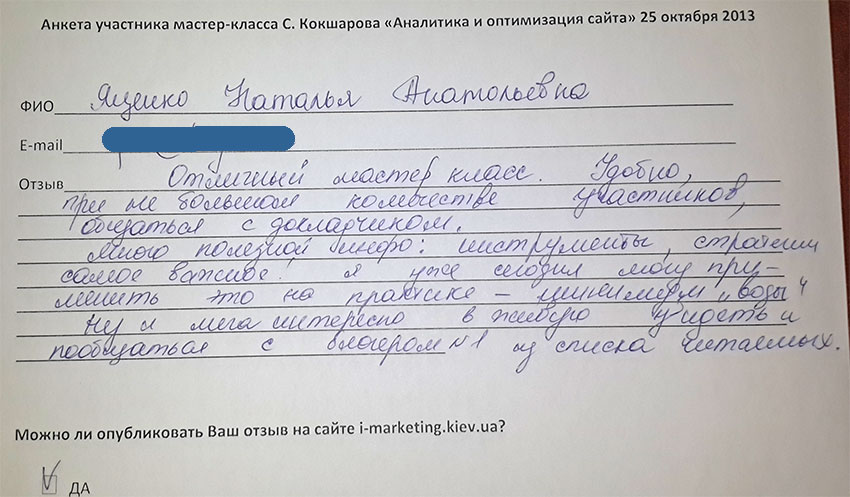 Анкета участника мастер-класса С. Кокшарова «Аналитика и оптимизация сайта» 25 октября 2013
ФИО Ященко Наталья Анатольевна
E-mail
Отзыв Отличный мастер класс. Удобно,
при не большом количестве участников,
общаться с докладчиком.
Много полезной инфо: инструменты, стратегии
самое важное: я уже сегодня могу при-
менить это на практике – минимум „воды“
Ну и мега интересно в живую увидеть и
пообщаться с блогером №1 из списка читаемых.
Можно ли опубликовать Ваш отзыв на сайте i-marketing.kiev.ua?
ДА